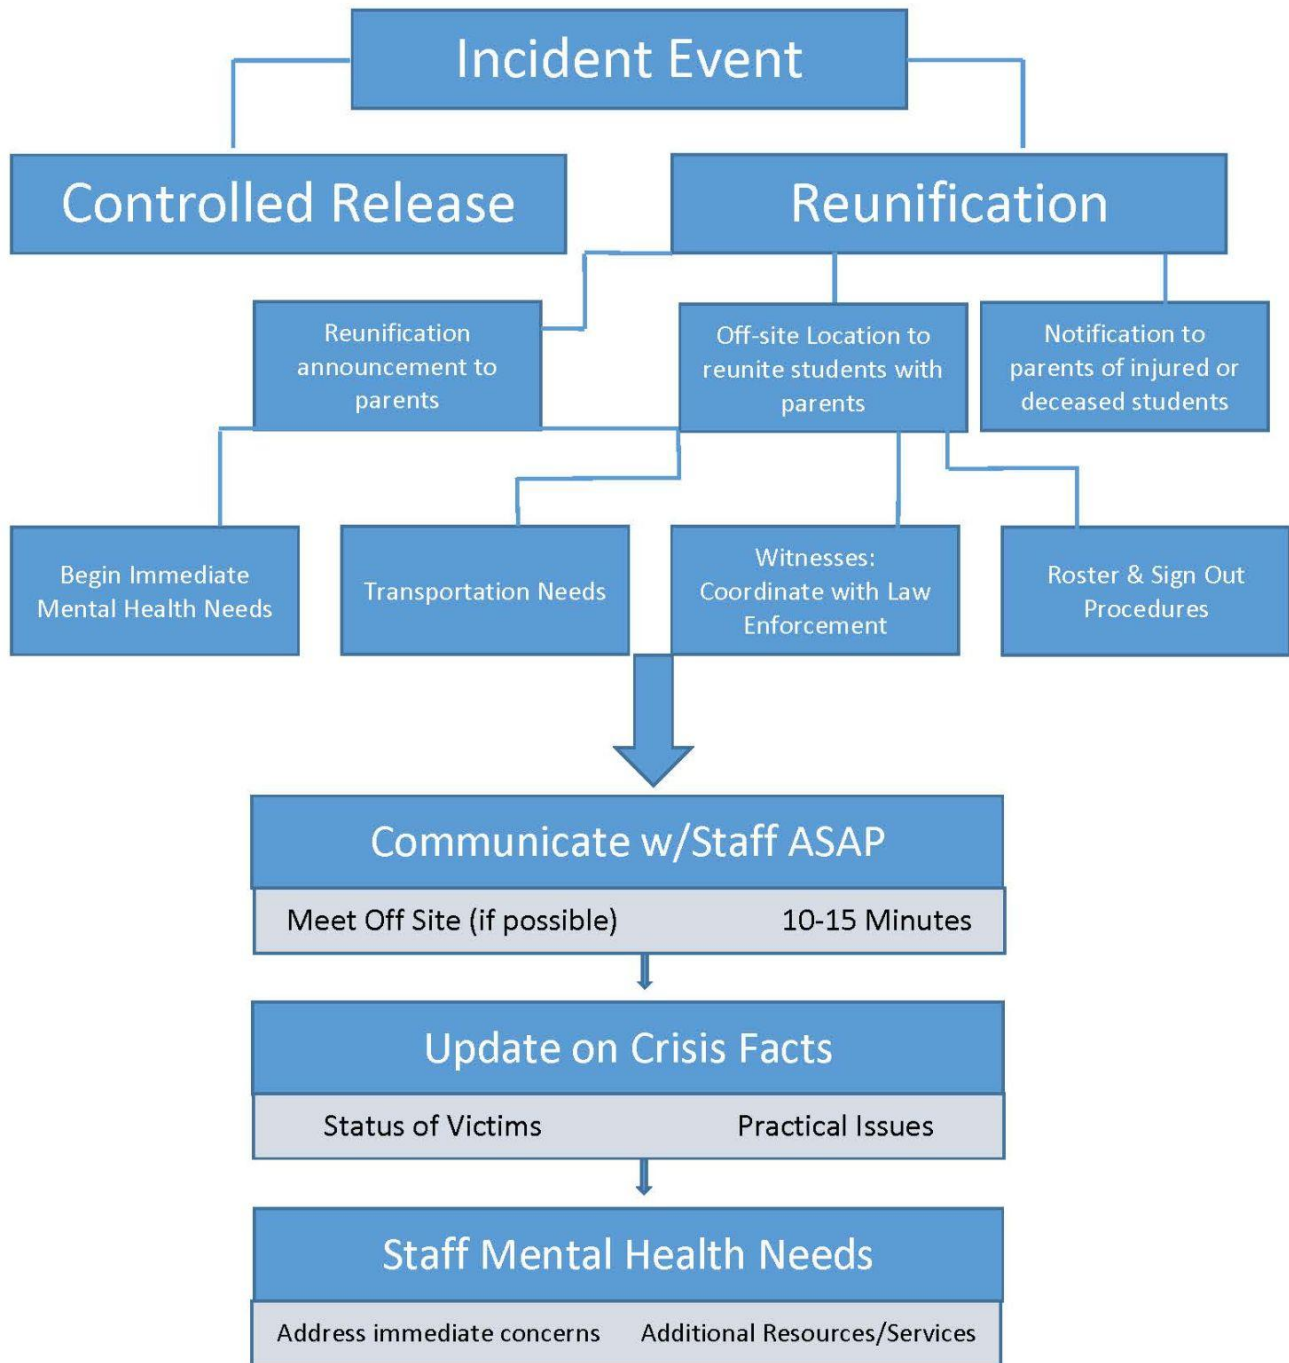 Incident Event
Controlled Release
Reunification
Reunification
announcement to
parents
Off-site Location to
reunite students with
parents
Notification to
parents of injured or
deceased students
Begin Immediate
Mental Health Needs
Transportation Needs
Witnesses:
Coordinate with Law
Enforcement
Roster & Sign Out
Procedures
Communicate w/Staff ASAP
Meet Off Site (if possible) 10-15 Minutes
Update on Crisis Facts
Status of Victims Practical Issues
Staff Mental Health Needs
Address immediate concerns Additional Resources/Services